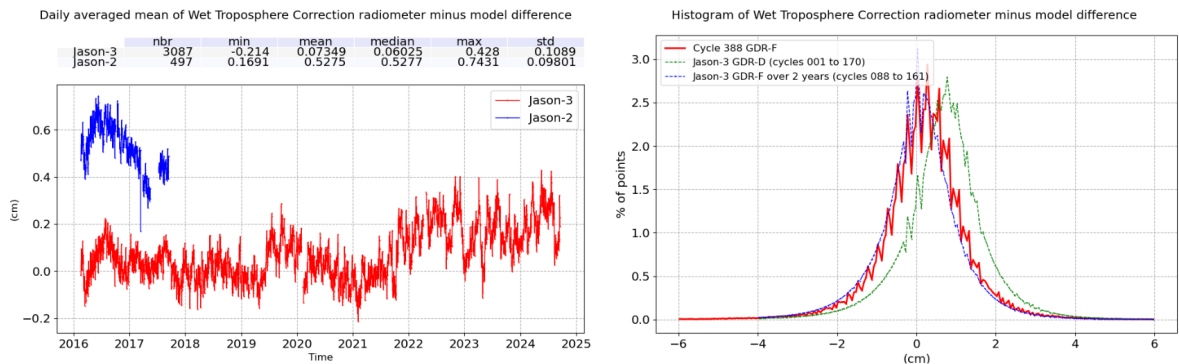 Daily averaged mean of Wet Troposphere Correction radiometer minus model difference
nbr min mean median max std
Jason-3 3087 -0.214 0.07349 0.06025 0.428 0.1089
Jason-2 497 0.1691 0.5275 0.5277 0.7431 0.09801
Jason-3
Jason-2
0.6
0.4
0.2
0.0
−0.2
(cm)
2016 2017 2018 2019 2020 2021 2022 2023 2024 2025
Time
Histogram of Wet Troposphere Correction radiometer minus model difference
Cycle 388 GDR-F
Jason-3 GDR-D (cycles 001 to 170)
Jason-3 GDR-F over 2 years (cycles 088 to 161)
3.0
2.5
2.0
1.5
1.0
0.5
0.0
% of points
−6 −4 −2 0 2 4 6
(cm)